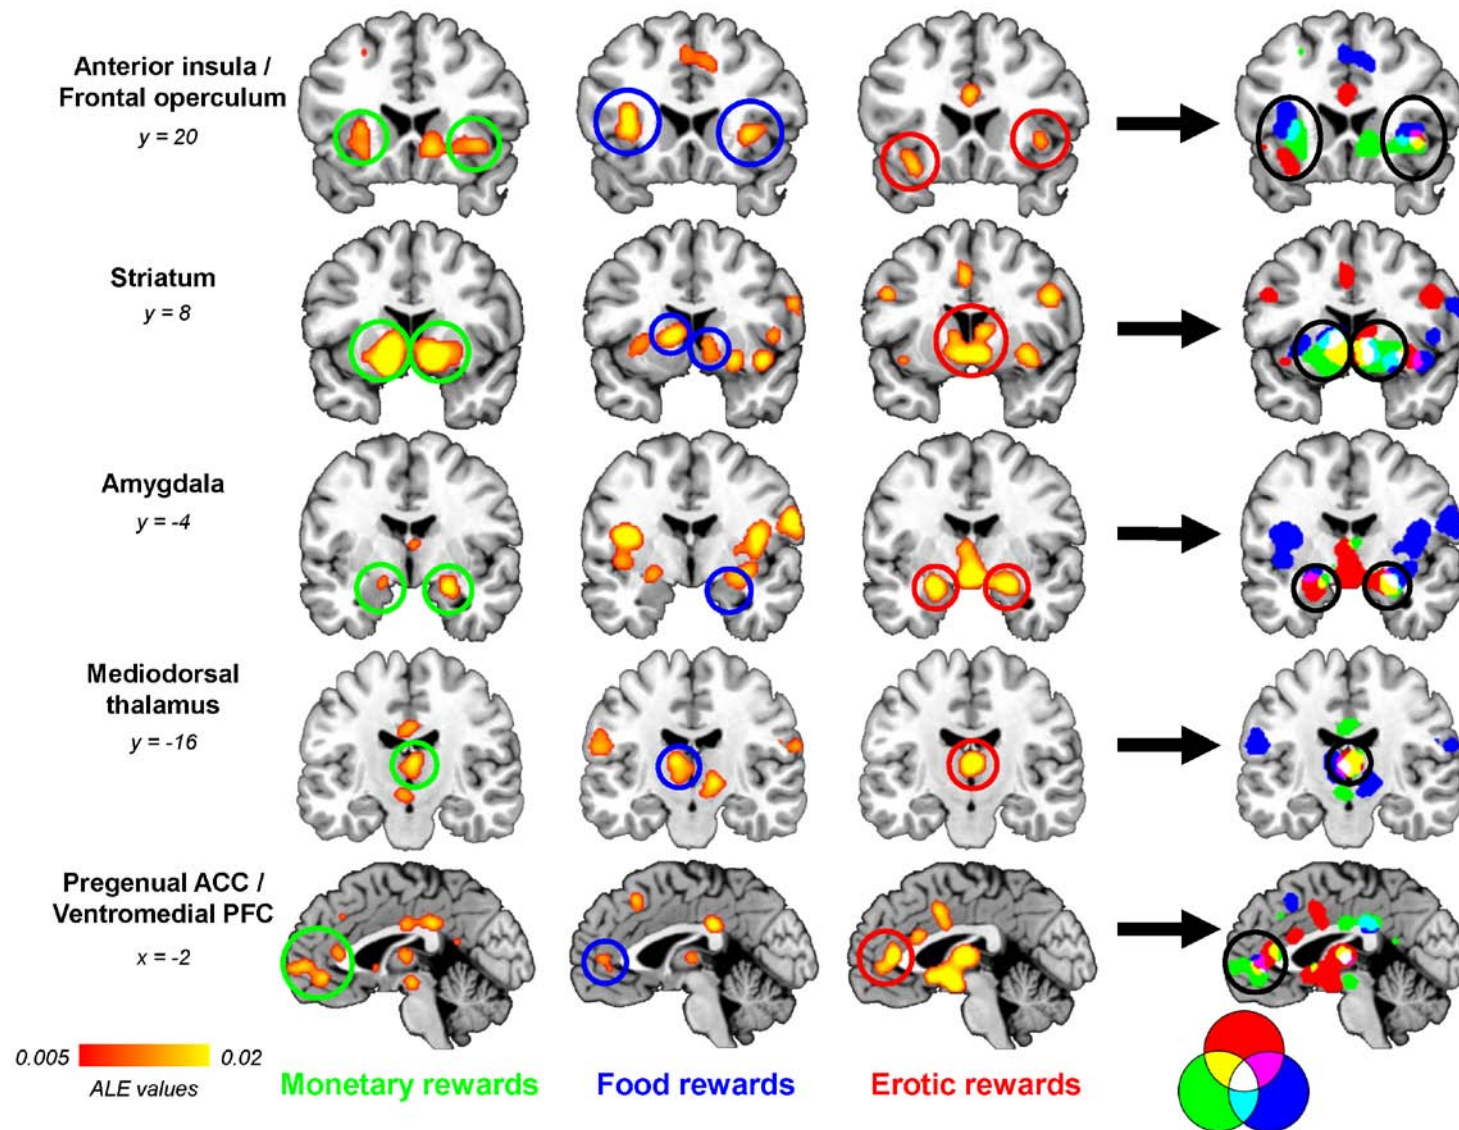 Anterior insula /
Frontal operculum
y = 20
Striatum
y = 8
Amygdala
y = -4
Mediodorsal
thalamus
y = -16
Pregenual ACC /
Ventromedial PFC
x = -2
0.005 0.02
ALE values
Monetary rewards Food rewards Erotic rewards